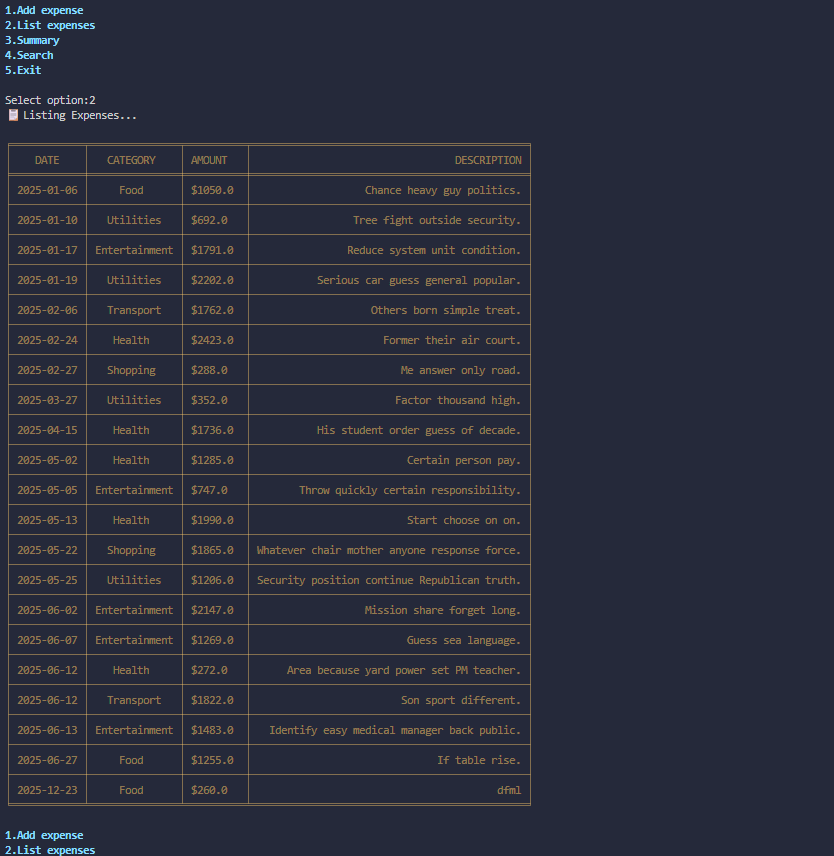 1.Add expense
2.List expenses
3.Summary
4.Search
5.Exit
Select option:2
Listing Expenses...
DATE CATEGORY AMOUNT DESCRIPTION
2025-01-06 Food $1050.0 Chance heavy guy politics.
2025-01-10 Utilities $692.0 Tree fight outside security.
2025-01-17 Entertainment $1791.0 Reduce system unit condition.
2025-01-19 Utilities $2202.0 Serious car guess general popular.
2025-02-06 Transport $1762.0 Others born simple treat.
2025-02-24 Health $2423.0 Former their air court.
2025-02-27 Shopping $288.0 Me answer only road.
2025-03-27 Utilities $352.0 Factor thousand high.
2025-04-15 Health $1736.0 His student order guess of decade.
2025-05-02 Health $1285.0 Certain person pay.
2025-05-05 Entertainment $747.0 Throw quickly certain responsibility.
2025-05-13 Health $1990.0 Start choose on on.
2025-05-22 Shopping $1865.0 Whatever chair mother anyone response force.
2025-05-25 Utilities $1206.0 Security position continue Republican truth.
2025-06-02 Entertainment $2147.0 Mission share forget long.
2025-06-07 Entertainment $1269.0 Guess sea language.
2025-06-12 Health $272.0 Area because yard power set PM teacher.
2025-06-12 Transport $1822.0 Son sport different.
2025-06-13 Entertainment $1483.0 Identify easy medical manager back public.
2025-06-27 Food $1255.0 If table rise.
2025-12-23 Food $260.0 dfml
1.Add expense
2.List expenses